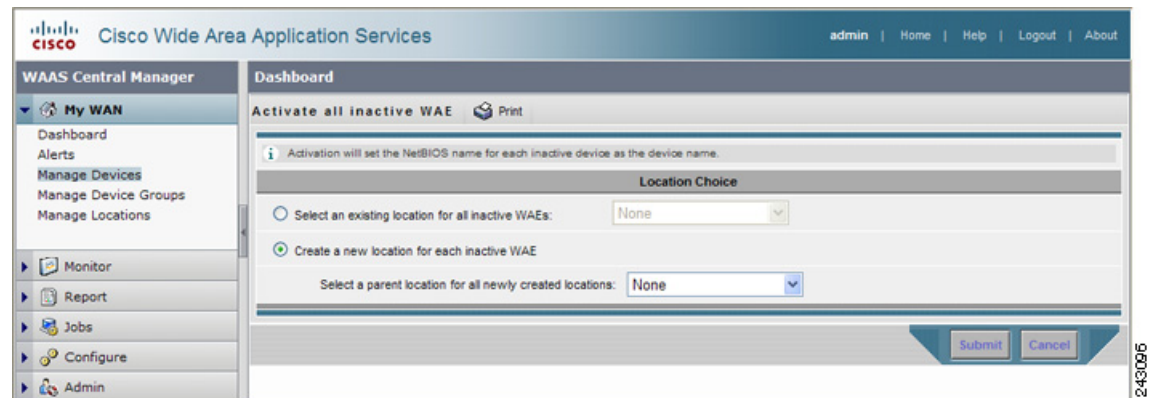 CISCO Cisco Wide Area Application Services
admin | Home | Help | Logout | About
WAAS Central Manager
Dashboard
My WAN
Dashboard
Alerts
Manage Devices
Manage Device Groups
Manage Locations
Monitor
Report
Jobs
Configure
Admin
Activate all inactive WAE Print
Activation will set the NetBIOS name for each inactive device as the device name.
Location Choice
Select an existing location for all inactive WAEs: None
Create a new location for each inactive WAE
Select a parent location for all newly created locations: None
Submit Cancel
243096